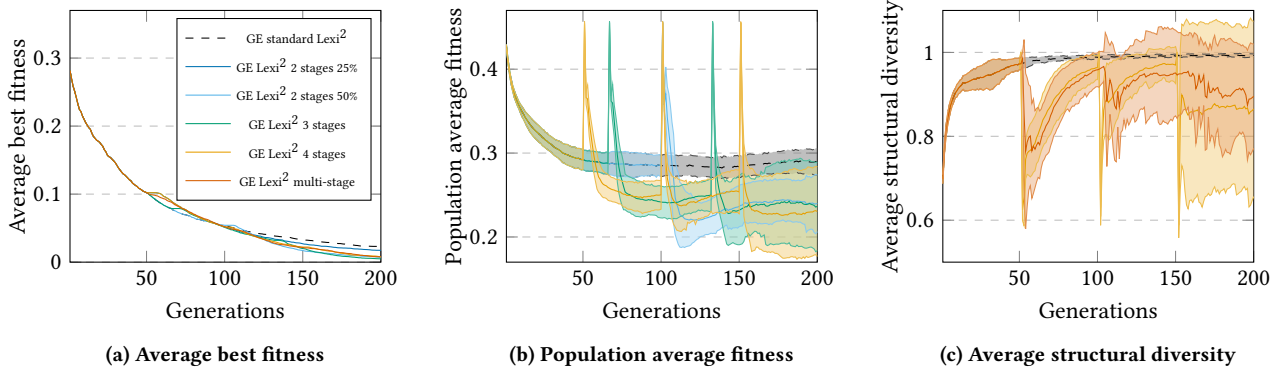 Average best fitness
0.3
0.2
0.1
0
50
100
150
200
Generations
GE standard Lexi²
GE Lexi² 2 stages 25%
GE Lexi² 2 stages 50%
GE Lexi² 3 stages
GE Lexi² 4 stages
GE Lexi² multi-stage
(a) Average best fitness
Population average fitness
0.4
0.3
0.2
0
50
100
150
200
Generations
(b) Population average fitness
Average structural diversity
1
0.8
0.6
50
100
150
200
Generations
(c) Average structural diversity